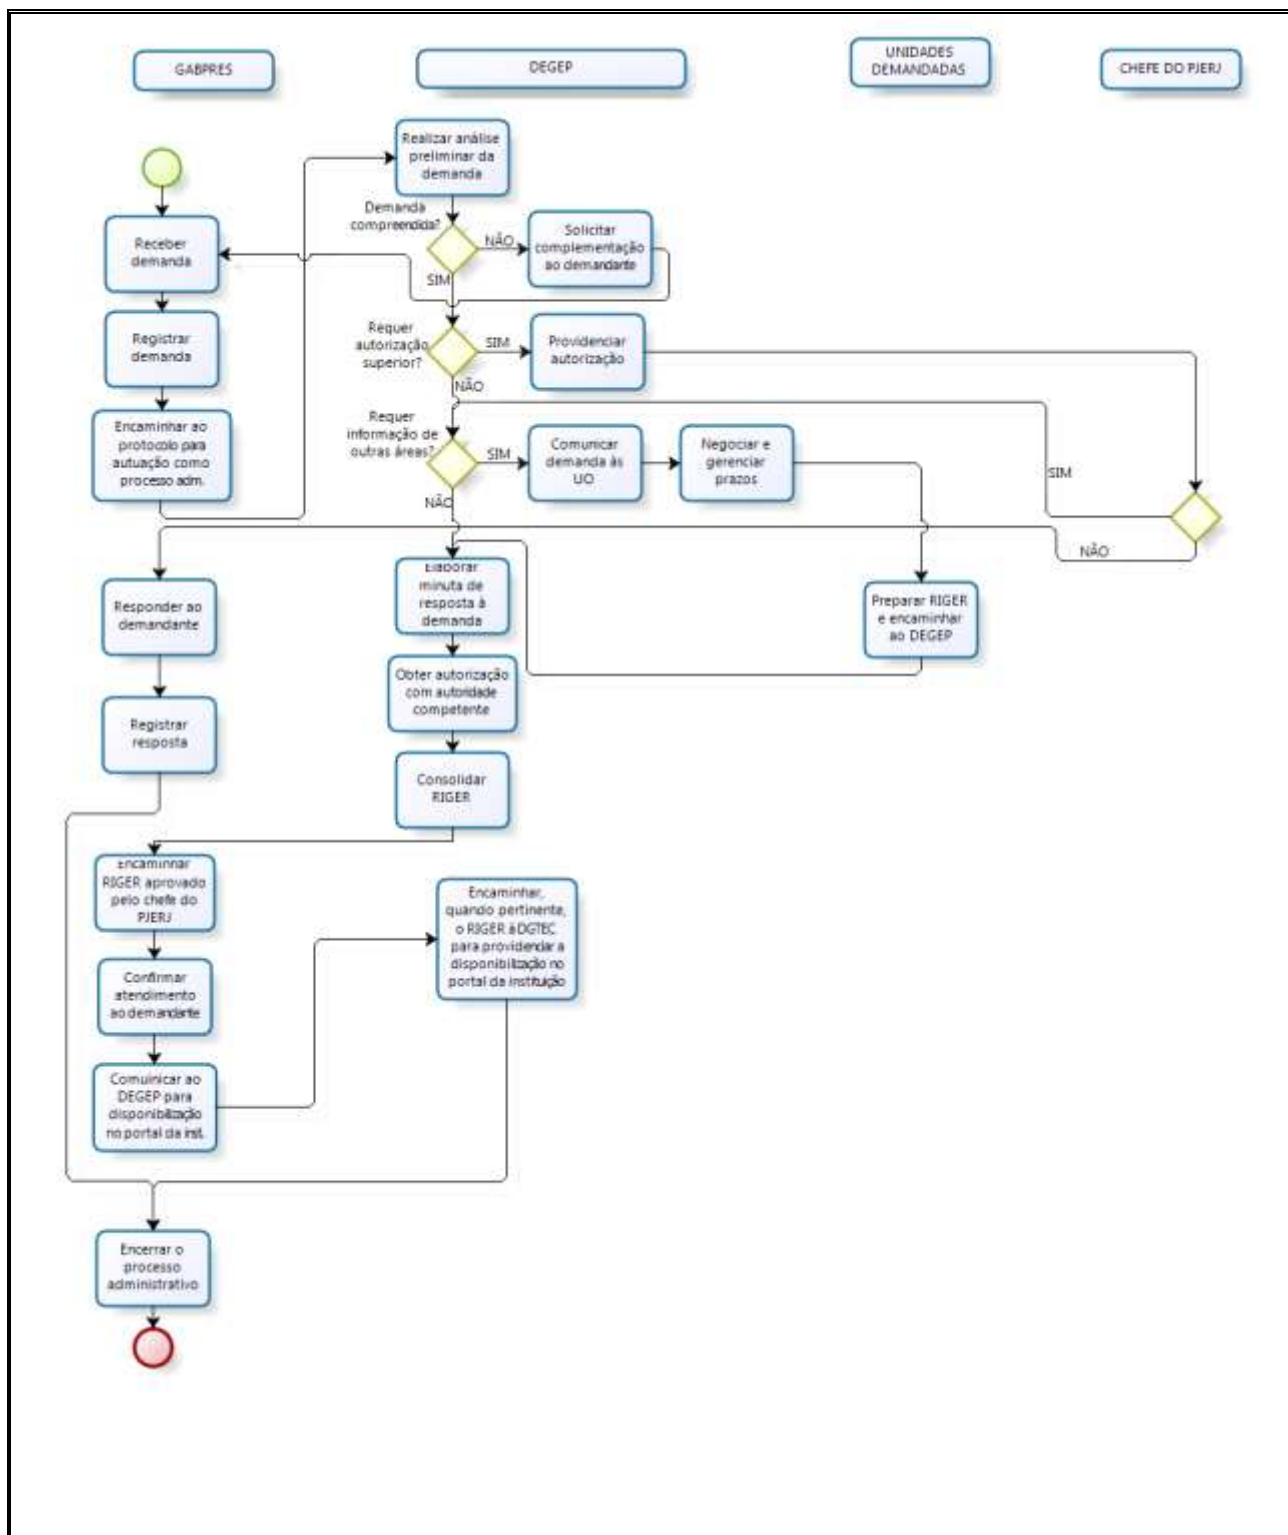 GABPRES
DEGEP
UNIDADES
DEMANDADAS
CHEFE DO PJERJ
Realizar análise
preliminar da
demanda
Demanda
compreendida?
NÃO
Solicitar
complementação
ao demandante
SIM
Receber
demanda
Registrar
demanda
Requer
autorização
superior?
SIM
Providenciar
autorização
NÃO
Encaminhar ao
protocolo para
autuação como
processo adm.
Requer
informação de
outras áreas?
SIM
Comunicar
demanda às
UO
Negociar e
gerenciar
prazos
SIM
NÃO
NÃO
Responder ao
demandante
Elaborar
minuta de
resposta à
demanda
Preparar RIGER
e encaminhar
ao DEGEP
Obter autorização
com autoridade
competente
Registrar
resposta
Consolidar
RIGER
Encaminhar
RIGER aprovado
pelo chefe do
PJERJ
Encaminhar,
quando pertinente,
o RIGER à DGTEC
para providenciar a
disponibilização no
portal da instituição
Confirmar
atendimento
ao demandante
Comuinicar ao
DEGEP para
disponibilização
no portal da inst.
Encerrar o
processo
administrativo